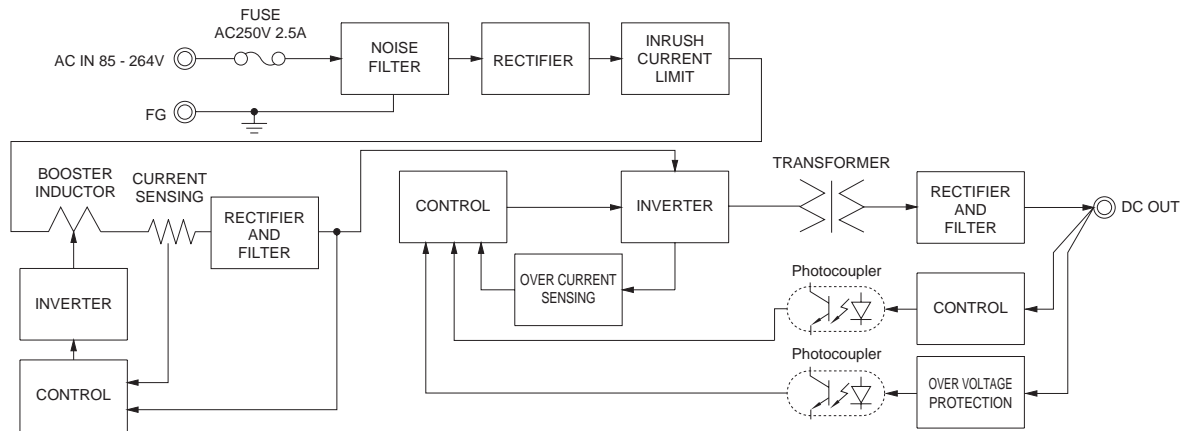 FUSE
AC250V 2.5A
AC IN 85 - 264V
NOISE
FILTER
RECTIFIER
INRUSH
CURRENT
LIMIT
FG
BOOSTER
INDUCTOR
CURRENT
SENSING
RECTIFIER
AND
FILTER
INVERTER
CONTROL
CONTROL
INVERTER
OVER CURRENT
SENSING
TRANSFORMER
RECTIFIER
AND
FILTER
DC OUT
Photocoupler
CONTROL
Photocoupler
OVER VOLTAGE
PROTECTION